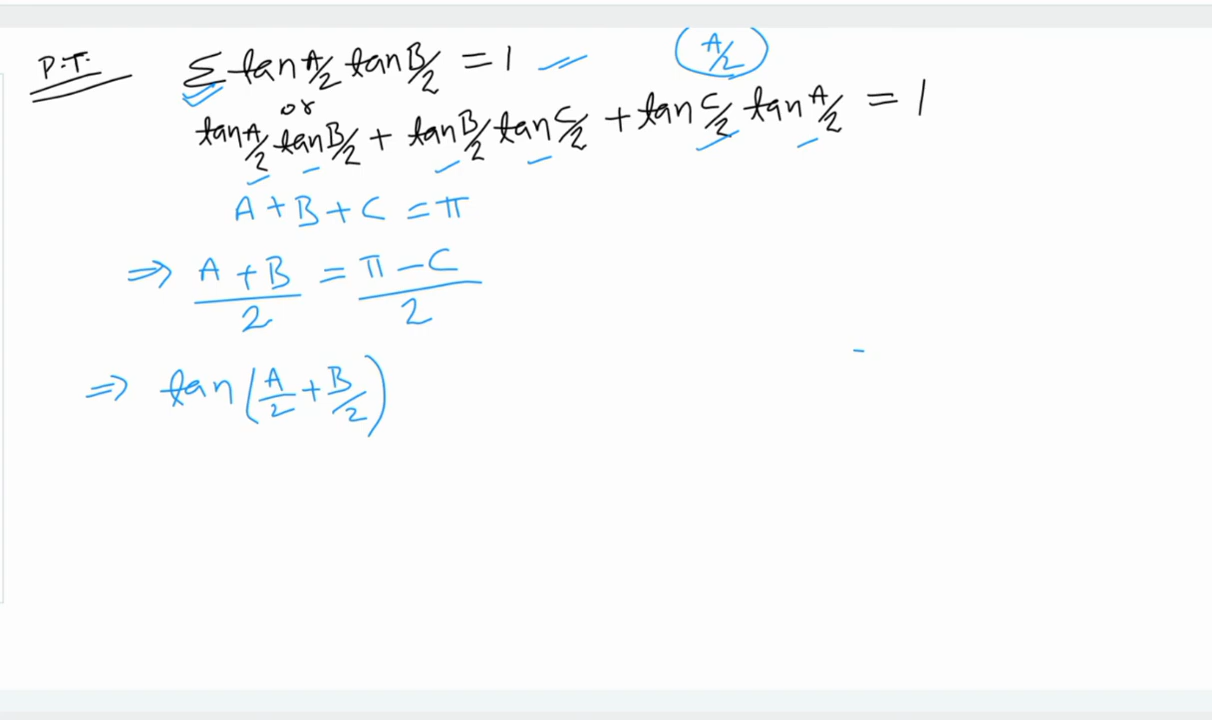 P.T. Σ tan A/2 tan B/2 = 1 (A/2)
or
tan A/2 tan B/2 + tan B/2 tan C/2 + tan C/2 tan A/2 = 1
A + B + C = π
⇒ A + B / 2 = π - C / 2
⇒ tan (A/2 + B/2)